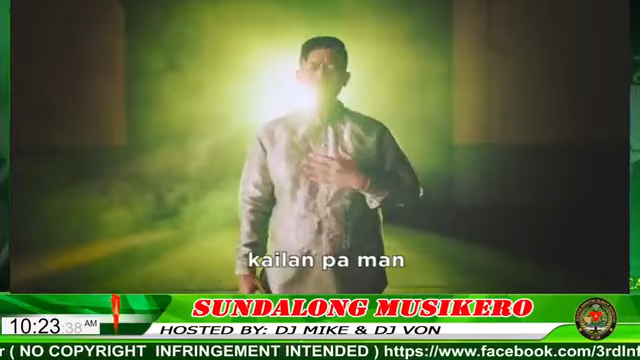 kailan pa man
SUNDALONG MUSIKERO
10:23:38 AM
HOSTED BY: DJ MIKE & DJ VON
r ( NO COPYRIGHT INFRINGEMENT INTENDED ) https://www.facebook.com/3rdIn